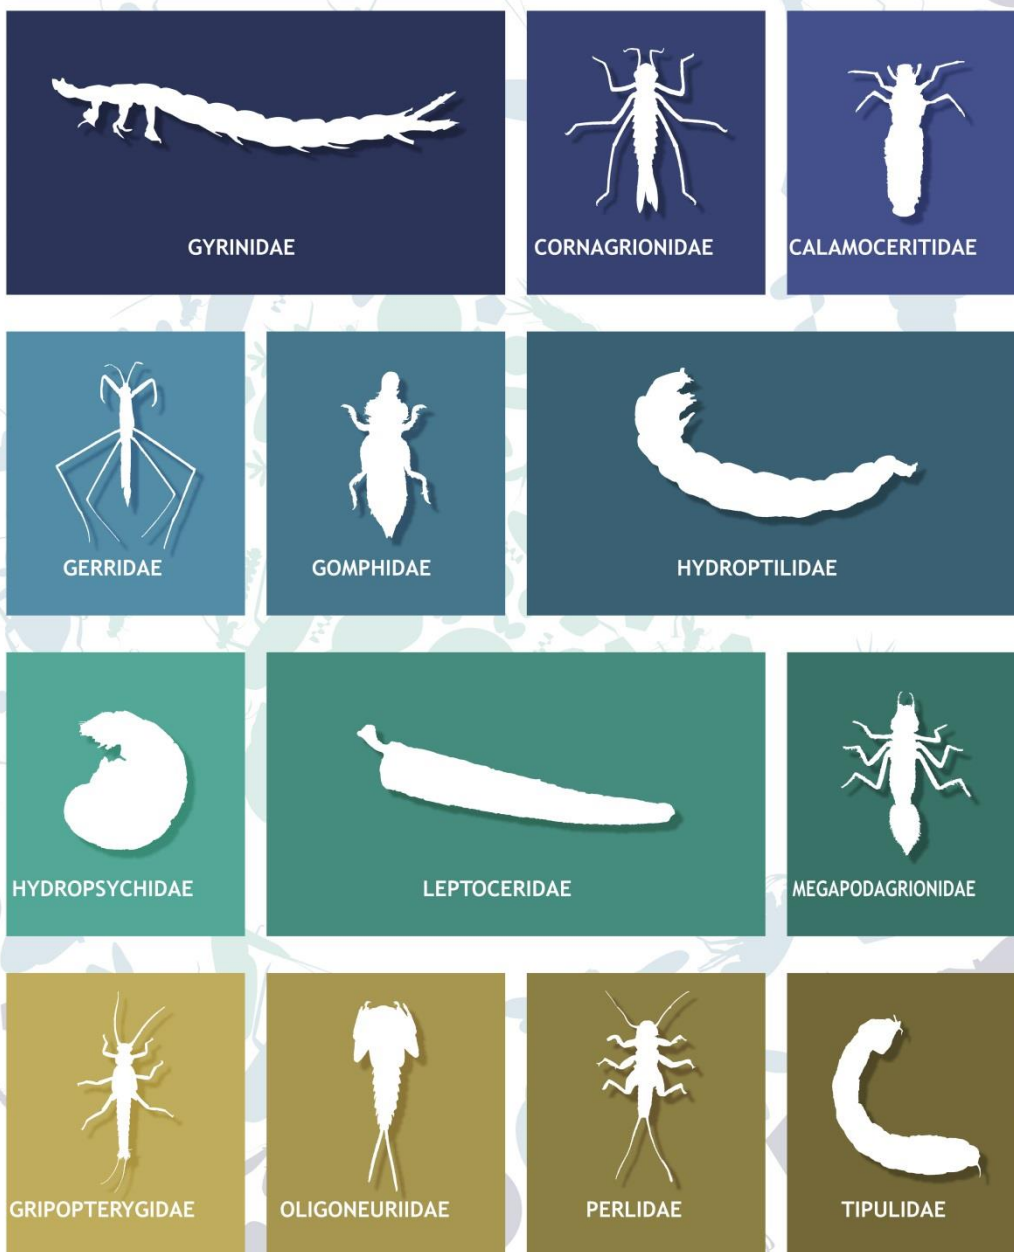 GYRINIDAE
CORNAGRIONIDAE
CALAMOCERITIDAE
GERRIDAE
GOMPHIDAE
HYDROPTILIDAE
HYDROPSYCHIDAE
LEPTOCERIDAE
MEGAPODAGRIONIDAE
GRIPOPTERYGIDAE
OLIGONEURIIDAE
PERLIDAE
TIPULIDAE